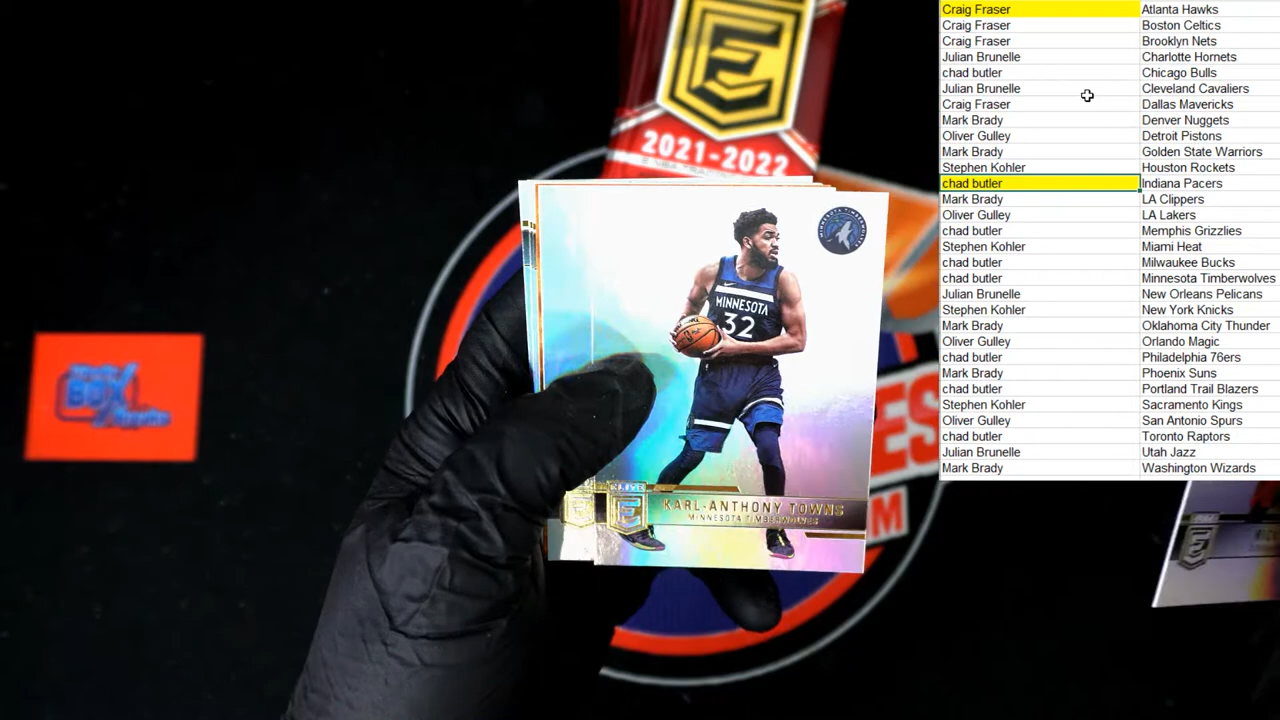 Craig Fraser Atlanta Hawks
Craig Fraser Boston Celtics
Craig Fraser Brooklyn Nets
Julian Brunelle Charlotte Hornets
chad butler Chicago Bulls
Julian Brunelle Cleveland Cavaliers
Craig Fraser Dallas Mavericks
Mark Brady Denver Nuggets
Oliver Gulley Detroit Pistons
Mark Brady Golden State Warriors
Stephen Kohler Houston Rockets
chad butler Indiana Pacers
Mark Brady LA Clippers
Oliver Gulley LA Lakers
chad butler Memphis Grizzlies
Stephen Kohler Miami Heat
chad butler Milwaukee Bucks
chad butler Minnesota Timberwolves
Julian Brunelle New Orleans Pelicans
Stephen Kohler New York Knicks
Mark Brady Oklahoma City Thunder
Oliver Gulley Orlando Magic
chad butler Philadelphia 76ers
Mark Brady Phoenix Suns
chad butler Portland Trail Blazers
Stephen Kohler Sacramento Kings
Oliver Gulley San Antonio Spurs
chad butler Toronto Raptors
Julian Brunelle Utah Jazz
Mark Brady Washington Wizards
E
2021-2022
MINNESOTA TIMBERWOLVES
MINNESOTA
32
ELITE
E
KARL-ANTHONY TOWNS
MINNESOTA TIMBERWOLVES
BOX
ES
M
E